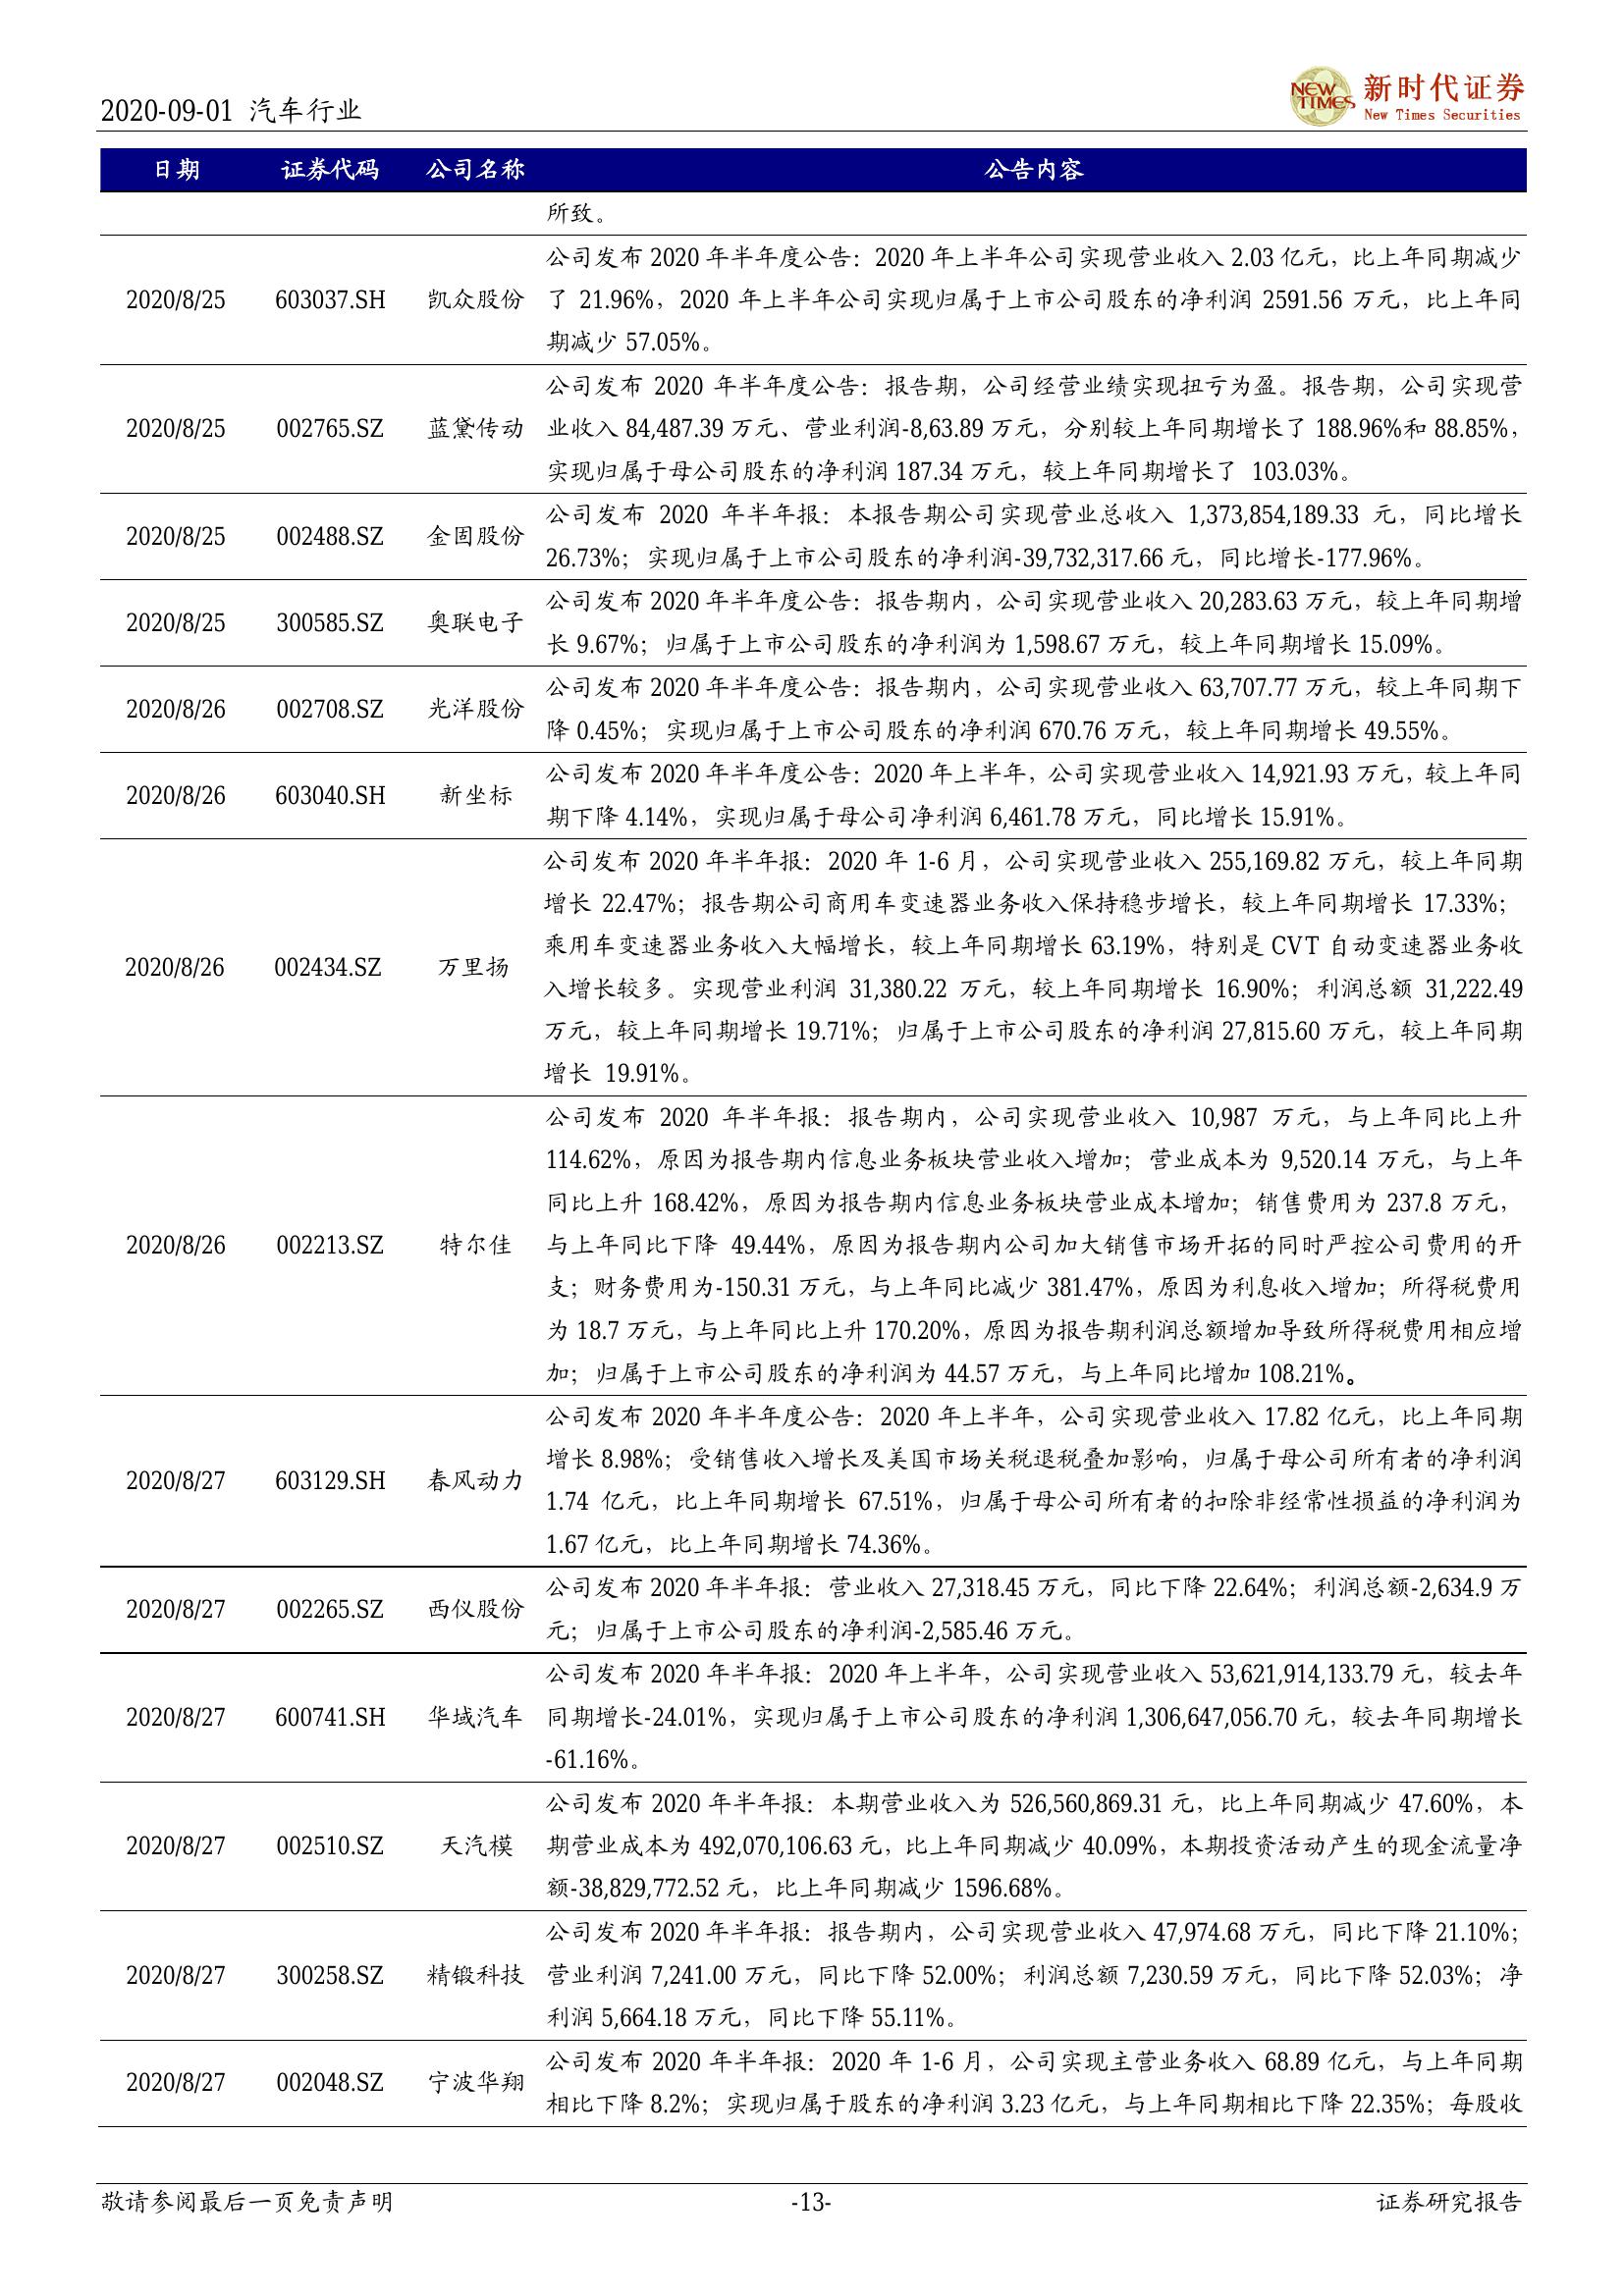 2020-09-01 汽车行业
NEW TIMES
新时代证券
New Times Securities
日期 证券代码 公司名称 公告内容
所致。
2020/8/25 603037.SH 凯众股份
公司发布 2020 年半年度公告：2020 年上半年公司实现营业收入 2.03 亿元，比上年同期减少
了 21.96%，2020 年上半年公司实现归属于上市公司股东的净利润 2591.56 万元，比上年同
期减少 57.05%。
2020/8/25 002765.SZ 蓝黛传动
公司发布 2020 年半年度公告：报告期，公司经营业绩实现扭亏为盈。报告期，公司实现营
业收入 84,487.39 万元、营业利润-8,63.89 万元，分别较上年同期增长了 188.96%和 88.85%，
实现归属于母公司股东的净利润 187.34 万元，较上年同期增长了 103.03%。
2020/8/25 002488.SZ 金固股份
公司发布 2020 年半年报：本报告期公司实现营业总收入 1,373,854,189.33 元，同比增长
26.73%；实现归属于上市公司股东的净利润-39,732,317.66 元，同比增长-177.96%。
2020/8/25 300585.SZ 奥联电子
公司发布 2020 年半年度公告：报告期内，公司实现营业收入 20,283.63 万元，较上年同期增
长 9.67%；归属于上市公司股东的净利润为 1,598.67 万元，较上年同期增长 15.09%。
2020/8/26 002708.SZ 光洋股份
公司发布 2020 年半年度公告：报告期内，公司实现营业收入 63,707.77 万元，较上年同期下
降 0.45%；实现归属于上市公司股东的净利润 670.76 万元，较上年同期增长 49.55%。
2020/8/26 603040.SH 新坐标
公司发布 2020 年半年度公告：2020 年上半年，公司实现营业收入 14,921.93 万元，较上年同
期下降 4.14%，实现归属于母公司净利润 6,461.78 万元，同比增长 15.91%。
2020/8/26 002434.SZ 万里扬
公司发布 2020 年半年报：2020 年 1-6 月，公司实现营业收入 255,169.82 万元，较上年同期
增长 22.47%；报告期公司商用车变速器业务收入保持稳步增长，较上年同期增长 17.33%；
乘用车变速器业务收入大幅增长，较上年同期增长 63.19%，特别是 CVT 自动变速器业务收
入增长较多。实现营业利润 31,380.22 万元，较上年同期增长 16.90%；利润总额 31,222.49
万元，较上年同期增长 19.71%；归属于上市公司股东的净利润 27,815.60 万元，较上年同期
增长 19.91%。
2020/8/26 002213.SZ 特尔佳
公司发布 2020 年半年报：报告期内，公司实现营业收入 10,987 万元，与上年同比上升
114.62%，原因为报告期内信息业务板块营业收入增加；营业成本为 9,520.14 万元，与上年
同比上升 168.42%，原因为报告期内信息业务板块营业成本增加；销售费用为 237.8 万元，
与上年同比下降 49.44%，原因为报告期内公司加大销售市场开拓的同时严控公司费用的开
支；财务费用为-150.31 万元，与上年同比减少 381.47%，原因为利息收入增加；所得税费用
为 18.7 万元，与上年同比上升 170.20%，原因为报告期利润总额增加导致所得税费用相应增
加；归属于上市公司股东的净利润为 44.57 万元，与上年同比增加 108.21%。
2020/8/27 603129.SH 春风动力
公司发布 2020 年半年度公告：2020 年上半年，公司实现营业收入 17.82 亿元，比上年同期
增长 8.98%；受销售收入增长及美国市场关税退税叠加影响，归属于母公司所有者的净利润
1.74 亿元，比上年同期增长 67.51%，归属于母公司所有者的扣除非经常性损益的净利润为
1.67 亿元，比上年同期增长 74.36%。
2020/8/27 002265.SZ 西仪股份
公司发布 2020 年半年报：营业收入 27,318.45 万元，同比下降 22.64%；利润总额-2,634.9 万
元；归属于上市公司股东的净利润-2,585.46 万元。
2020/8/27 600741.SH 华域汽车
公司发布 2020 年半年报：2020 年上半年，公司实现营业收入 53,621,914,133.79 元，较去年
同期增长-24.01%，实现归属于上市公司股东的净利润 1,306,647,056.70 元，较去年同期增长
-61.16%。
2020/8/27 002510.SZ 天汽模
公司发布 2020 年半年报：本期营业收入为 526,560,869.31 元，比上年同期减少 47.60%，本
期营业成本为 492,070,106.63 元，比上年同期减少 40.09%，本期投资活动产生的现金流量净
额-38,829,772.52 元，比上年同期减少 1596.68%。
2020/8/27 300258.SZ 精锻科技
公司发布 2020 年半年报：报告期内，公司实现营业收入 47,974.68 万元，同比下降 21.10%；
营业利润 7,241.00 万元，同比下降 52.00%；利润总额 7,230.59 万元，同比下降 52.03%；净
利润 5,664.18 万元，同比下降 55.11%。
2020/8/27 002048.SZ 宁波华翔
公司发布 2020 年半年报：2020 年 1-6 月，公司实现主营业务收入 68.89 亿元，与上年同期
相比下降 8.2%；实现归属于股东的净利润 3.23 亿元，与上年同期相比下降 22.35%；每股收
敬请参阅最后一页免责声明 -13- 证券研究报告